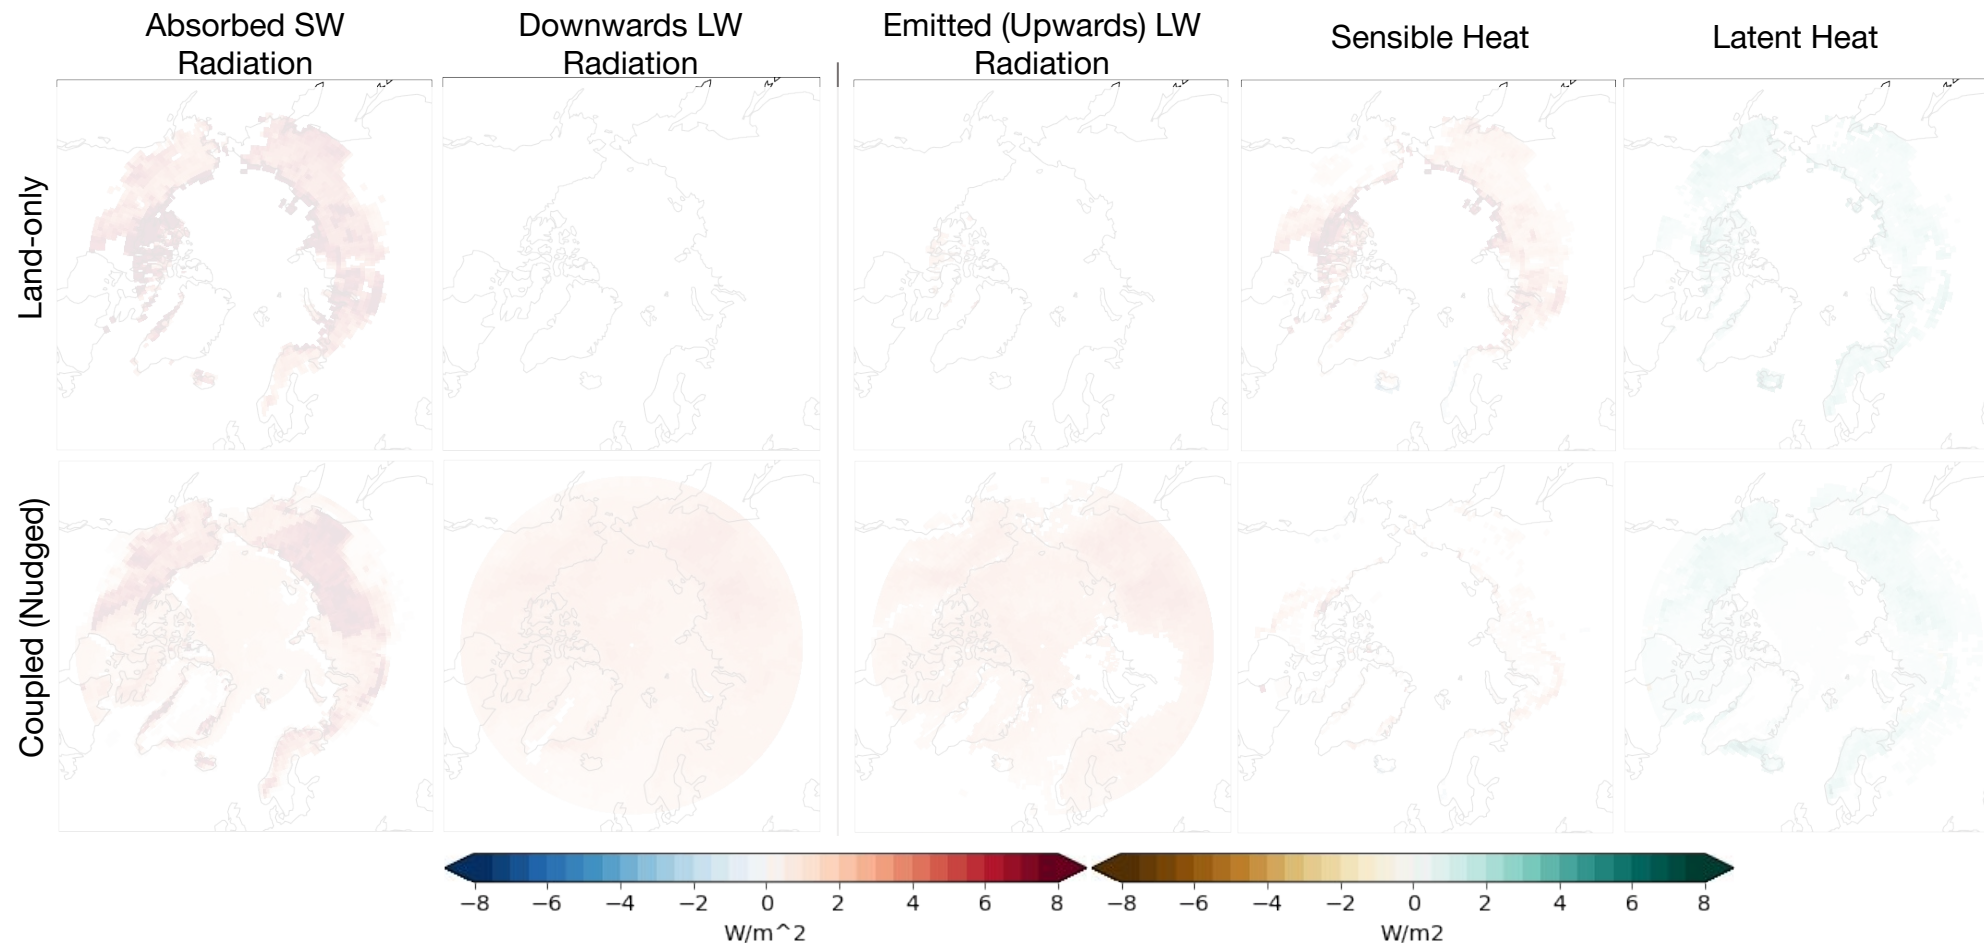 Absorbed SW
Radiation
Downwards LW
Radiation
Emitted (Upwards) LW
Radiation
Sensible Heat
Latent Heat
Land-only
Coupled (Nudged)
−8 −6 −4 −2 0 2 4 6 8
W/m^2
−8 −6 −4 −2 0 2 4 6 8
W/m2